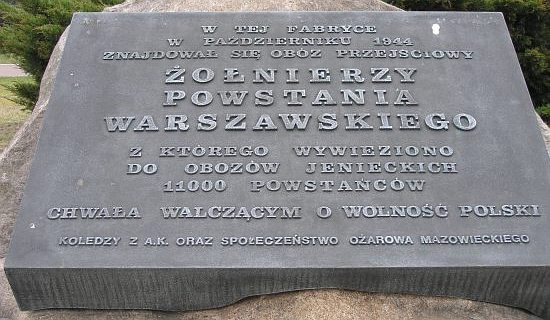 W TEJ FABRYCE
W PAŹDZIERNIKU 1944
ZNAJDOWAŁ SIĘ OBÓZ PRZEJŚCIOWY
ŻOŁNIERZY
POWSTANIA
WARSZAWSKIEGO
Z KTÓREGO WYWIEZIONO
DO OBOZÓW JENIECKICH
11000 POWSTAŃCÓW
CHWAŁA WALCZĄCYM O WOLNOŚĆ POLSKI
KOLEDZY Z A.K. ORAZ SPOŁECZEŃSTWO OŻAROWA MAZOWIECKIEGO